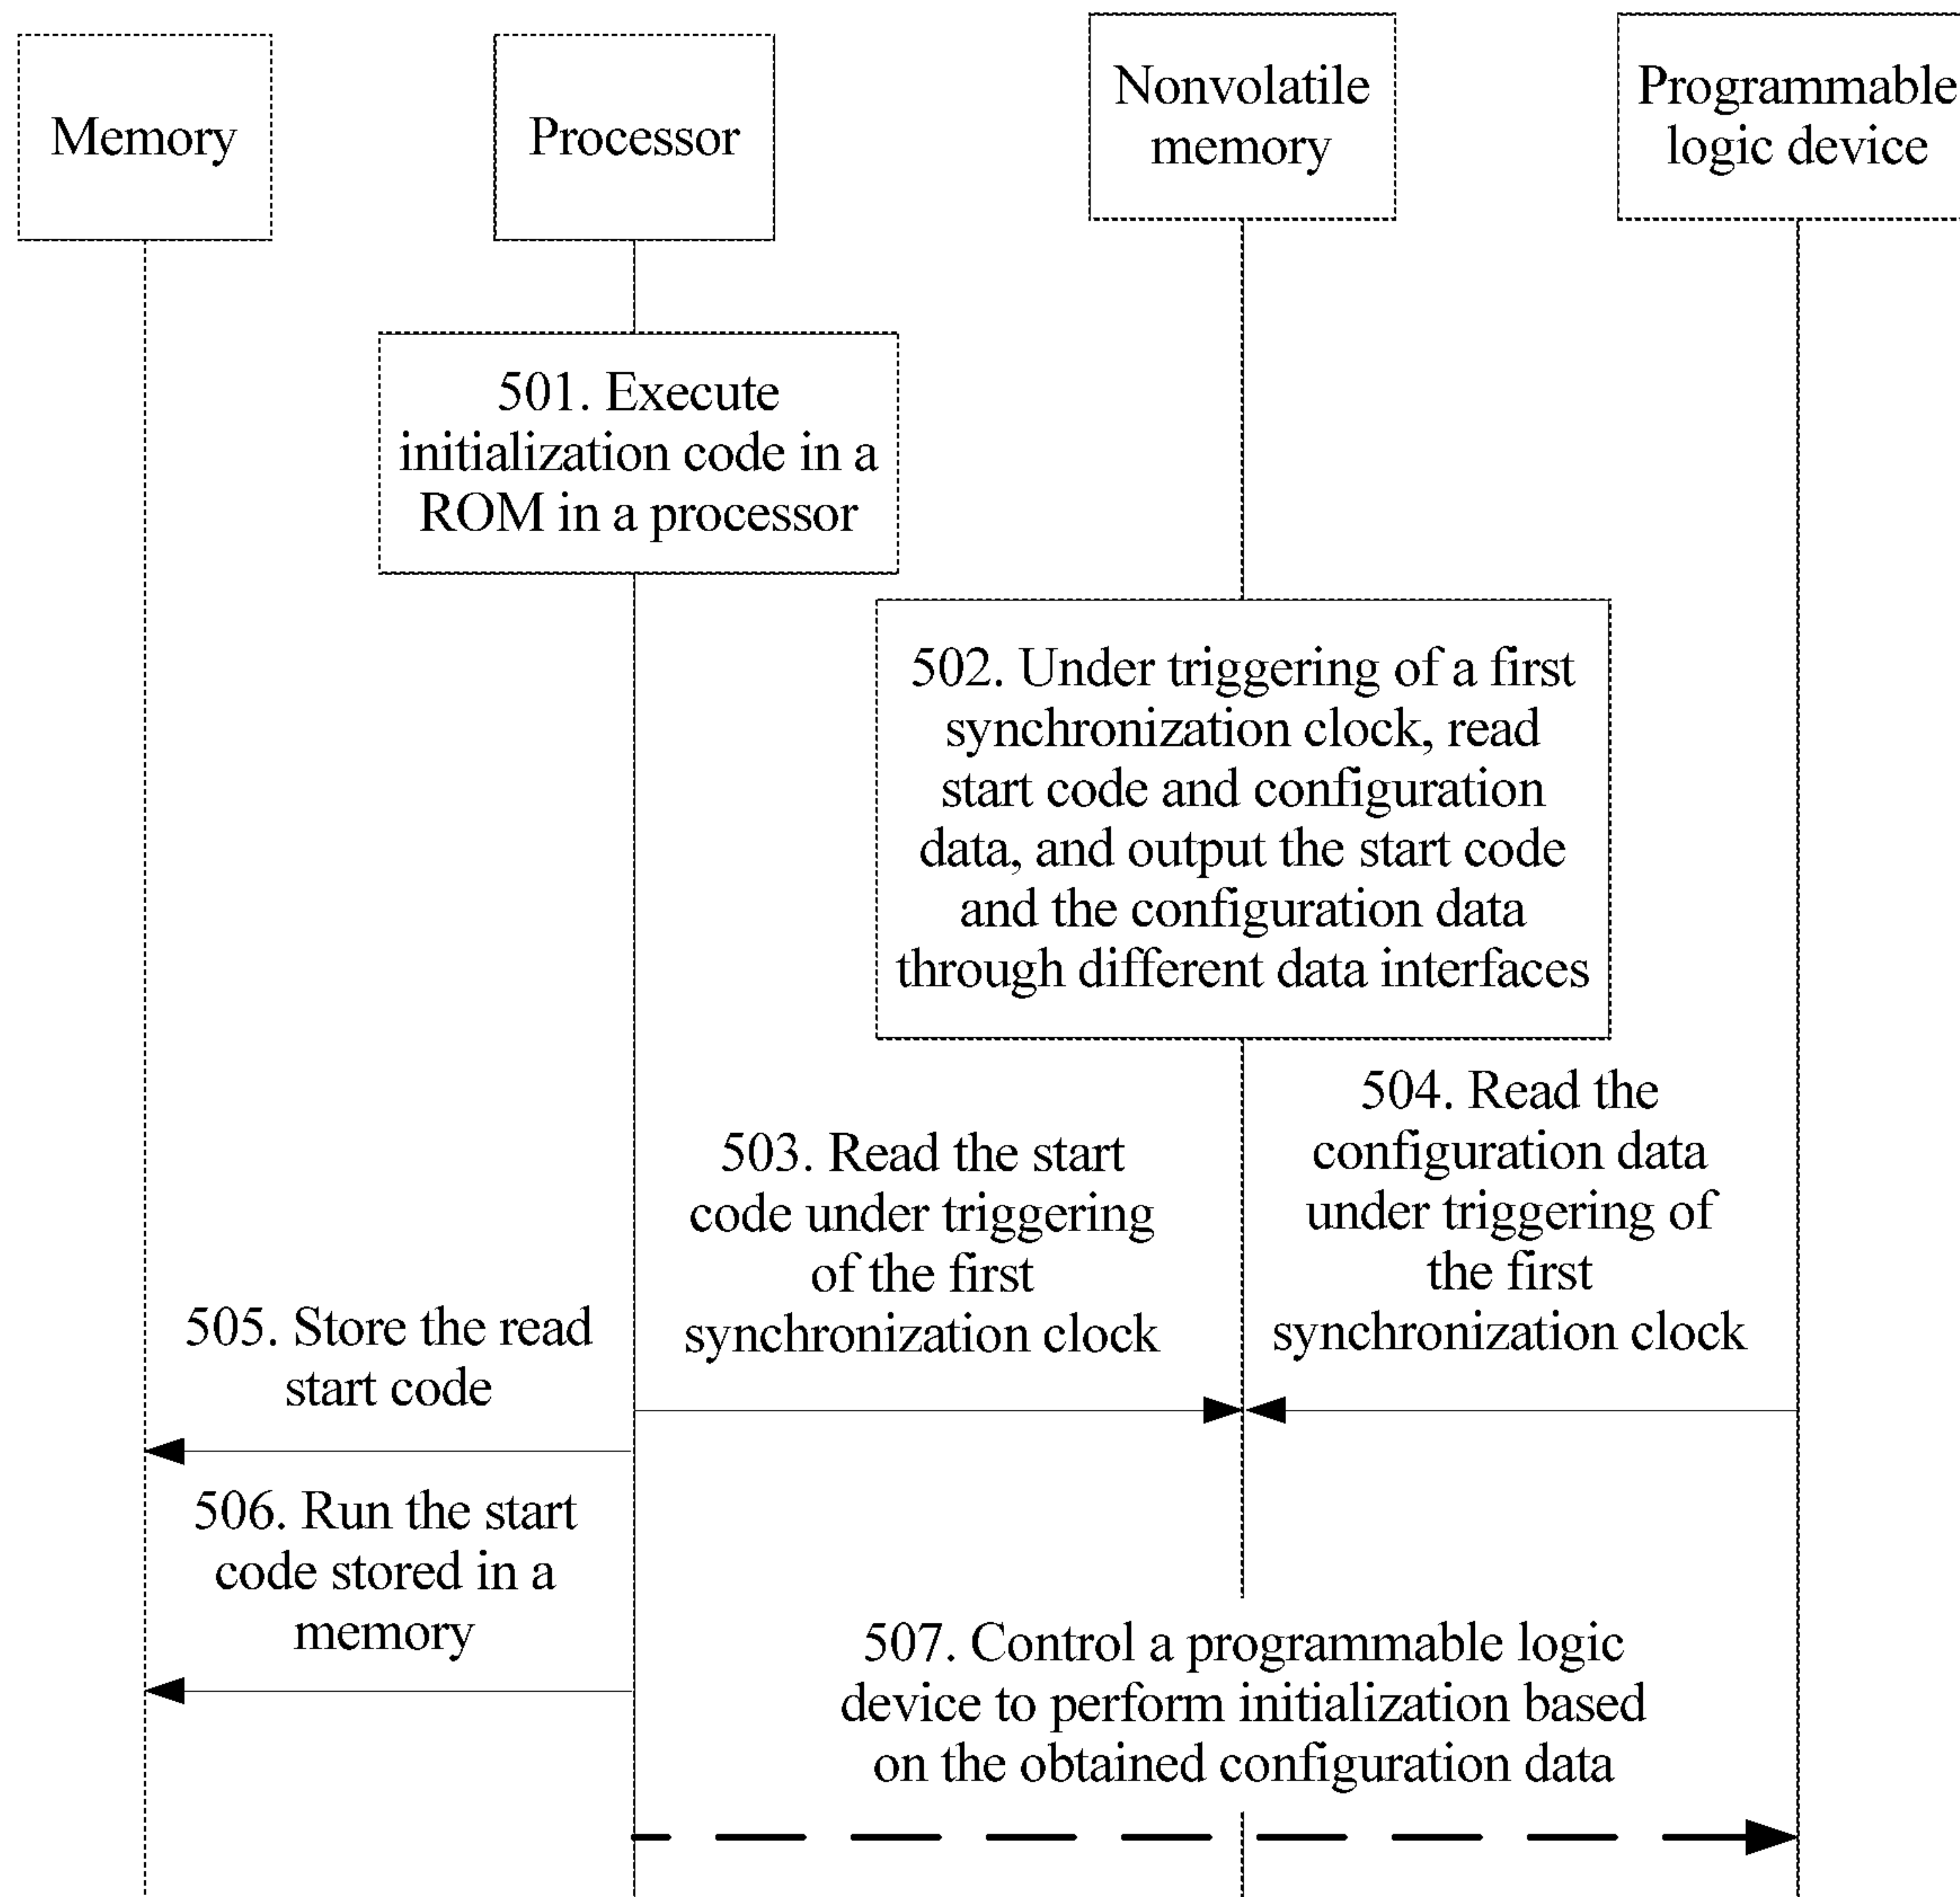 Memory
Processor
Nonvolatile
memory
Programmable
logic device
501. Execute
initialization code in a
ROM in a processor
502. Under triggering of a first
synchronization clock, read
start code and configuration
data, and output the start code
and the configuration data
through different data interfaces
503. Read the start
code under triggering
of the first
synchronization clock
504. Read the
configuration data
under triggering of
the first
synchronization clock
505. Store the read
start code
506. Run the start
code stored in a
memory
507. Control a programmable logic
device to perform initialization based
on the obtained configuration data